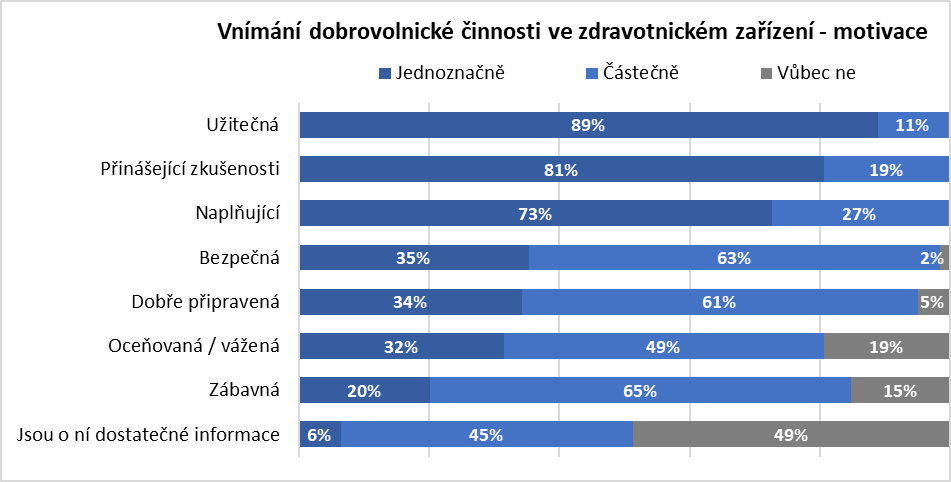 Vnímání dobrovolnické činnosti ve zdravotnickém zařízení - motivace
Jednoznačně Částečně Vůbec ne
Užitečná 89% 11%
Přinášející zkušenosti 81% 19%
Naplňující 73% 27%
Bezpečná 35% 63% 2%
Dobře připravená 34% 61% 5%
Oceňovaná / vážená 32% 49% 19%
Zábavná 20% 65% 15%
Jsou o ní dostatečné informace 6% 45% 49%